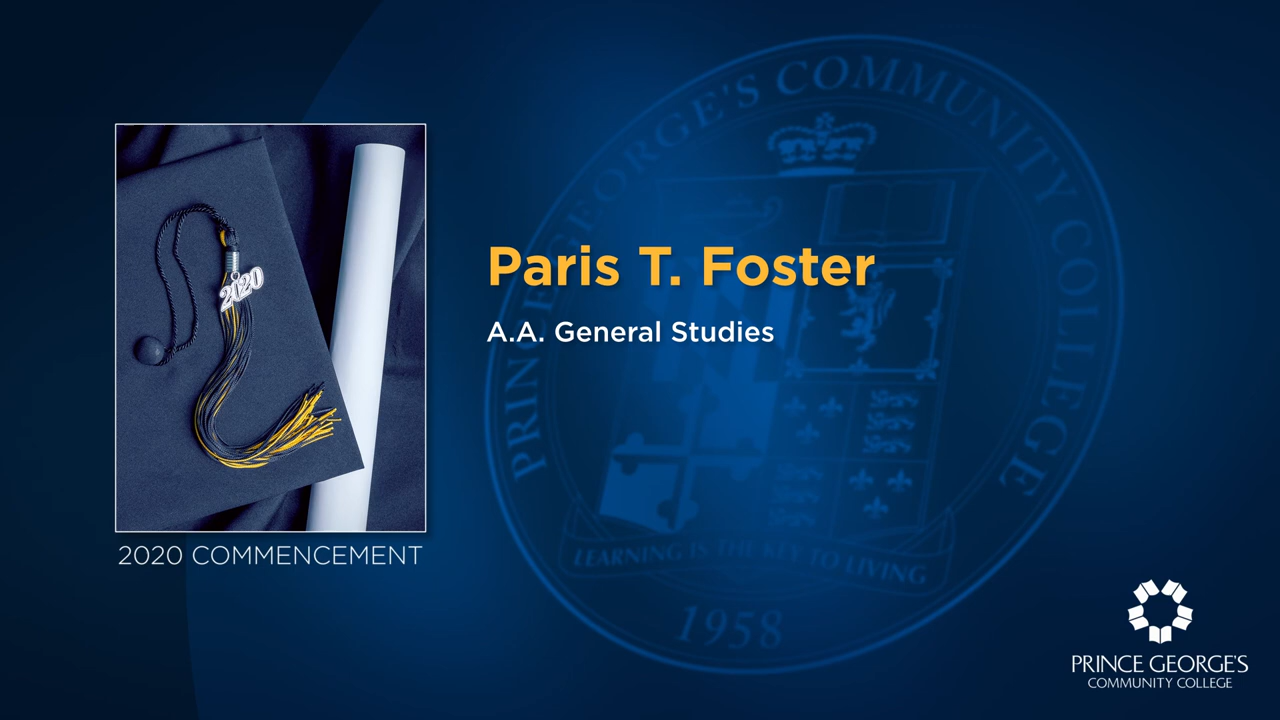 PRINCE GEORGE'S COMMUNITY COLLEGE
2020
Paris T. Foster
A.A. General Studies
LEARNING IS THE KEY TO LIVING
1958
2020 COMMENCEMENT
PRINCE GEORGE'S
COMMUNITY COLLEGE